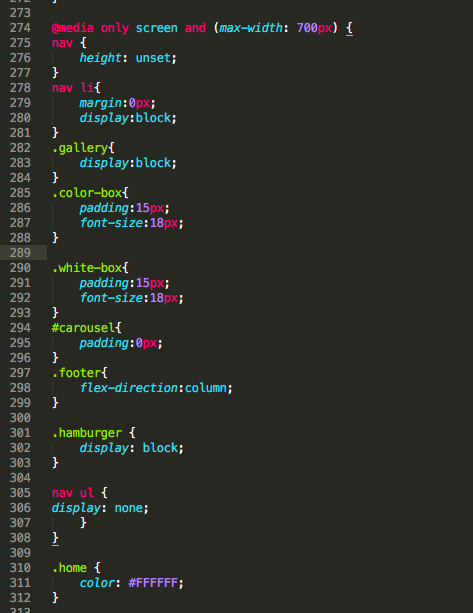 272 }
273
274 @media only screen and (max-width: 700px) {
275 nav {
276     height: unset;
277 }
278 nav li{
279     margin:0px;
280     display:block;
281 }
282 .gallery{
283     display:block;
284 }
285 .color-box{
286     padding:15px;
287     font-size:18px;
288 }
289
290 .white-box{
291     padding:15px;
292     font-size:18px;
293 }
294 #carousel{
295     padding:0px;
296 }
297 .footer{
298     flex-direction:column;
299 }
300
301 .hamburger {
302     display: block;
303 }
304
305 nav ul {
306 display: none;
307     }
308 }
309
310 .home {
311     color: #FFFFFF;
312 }
313